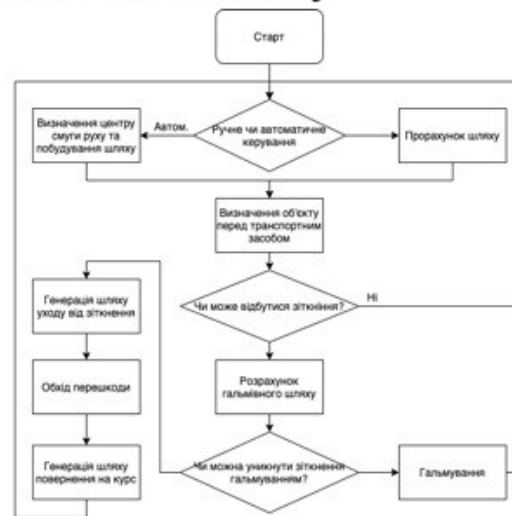 Старт
Ручне чи автоматичне
керування
Автом.
Визначення центру
смуги руху та
побудування шляху
Прорахунок шляху
Визначення об'єкту
перед транспортним
засобом
Чи може відбутися зіткніння?
Ні
Генерація шляху
уходу від зіткнення
Розрахунок
гальмівного шляху
Обхід перешкоди
Чи можна уникнути зіткнення
гальмуванням?
Гальмування
Генерація шляху
повернення на курс